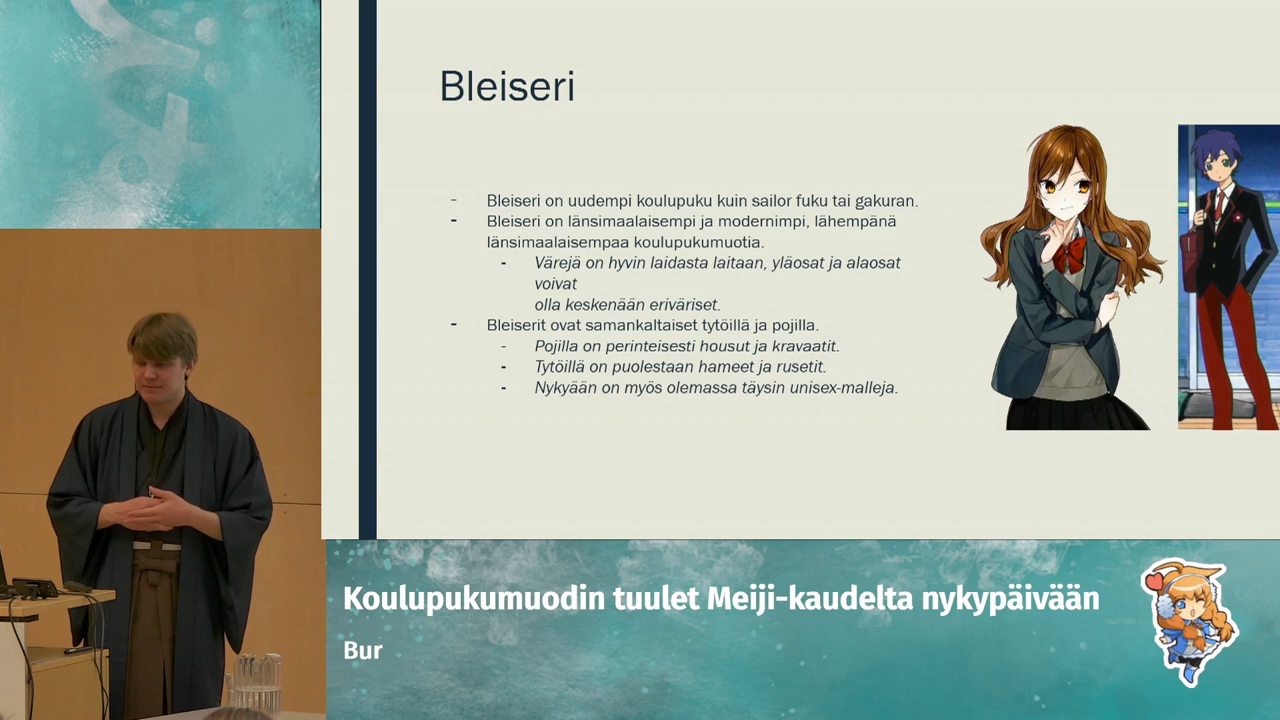 Bleiseri
- Bleiseri on uudempi koulupuku kuin sailor fuku tai gakuran.
- Bleiseri on länsimaalaisempi ja modernimpi, lähempänä
länsimaalaisempaa koulupukumuotia.
- Värejä on hyvin laidasta laitaan, yläosat ja alaosat
voivat
olla keskenään eriväriset.
- Bleiserit ovat samankaltaiset tytöillä ja pojilla.
- Pojilla on perinteisesti housut ja kravaatit.
- Tytöillä on puolestaan hameet ja rusetit.
- Nykyään on myös olemassa täysin unisex-malleja.
Koulupukumuodin tuulet Meiji-kaudelta nykypäivään
Bur